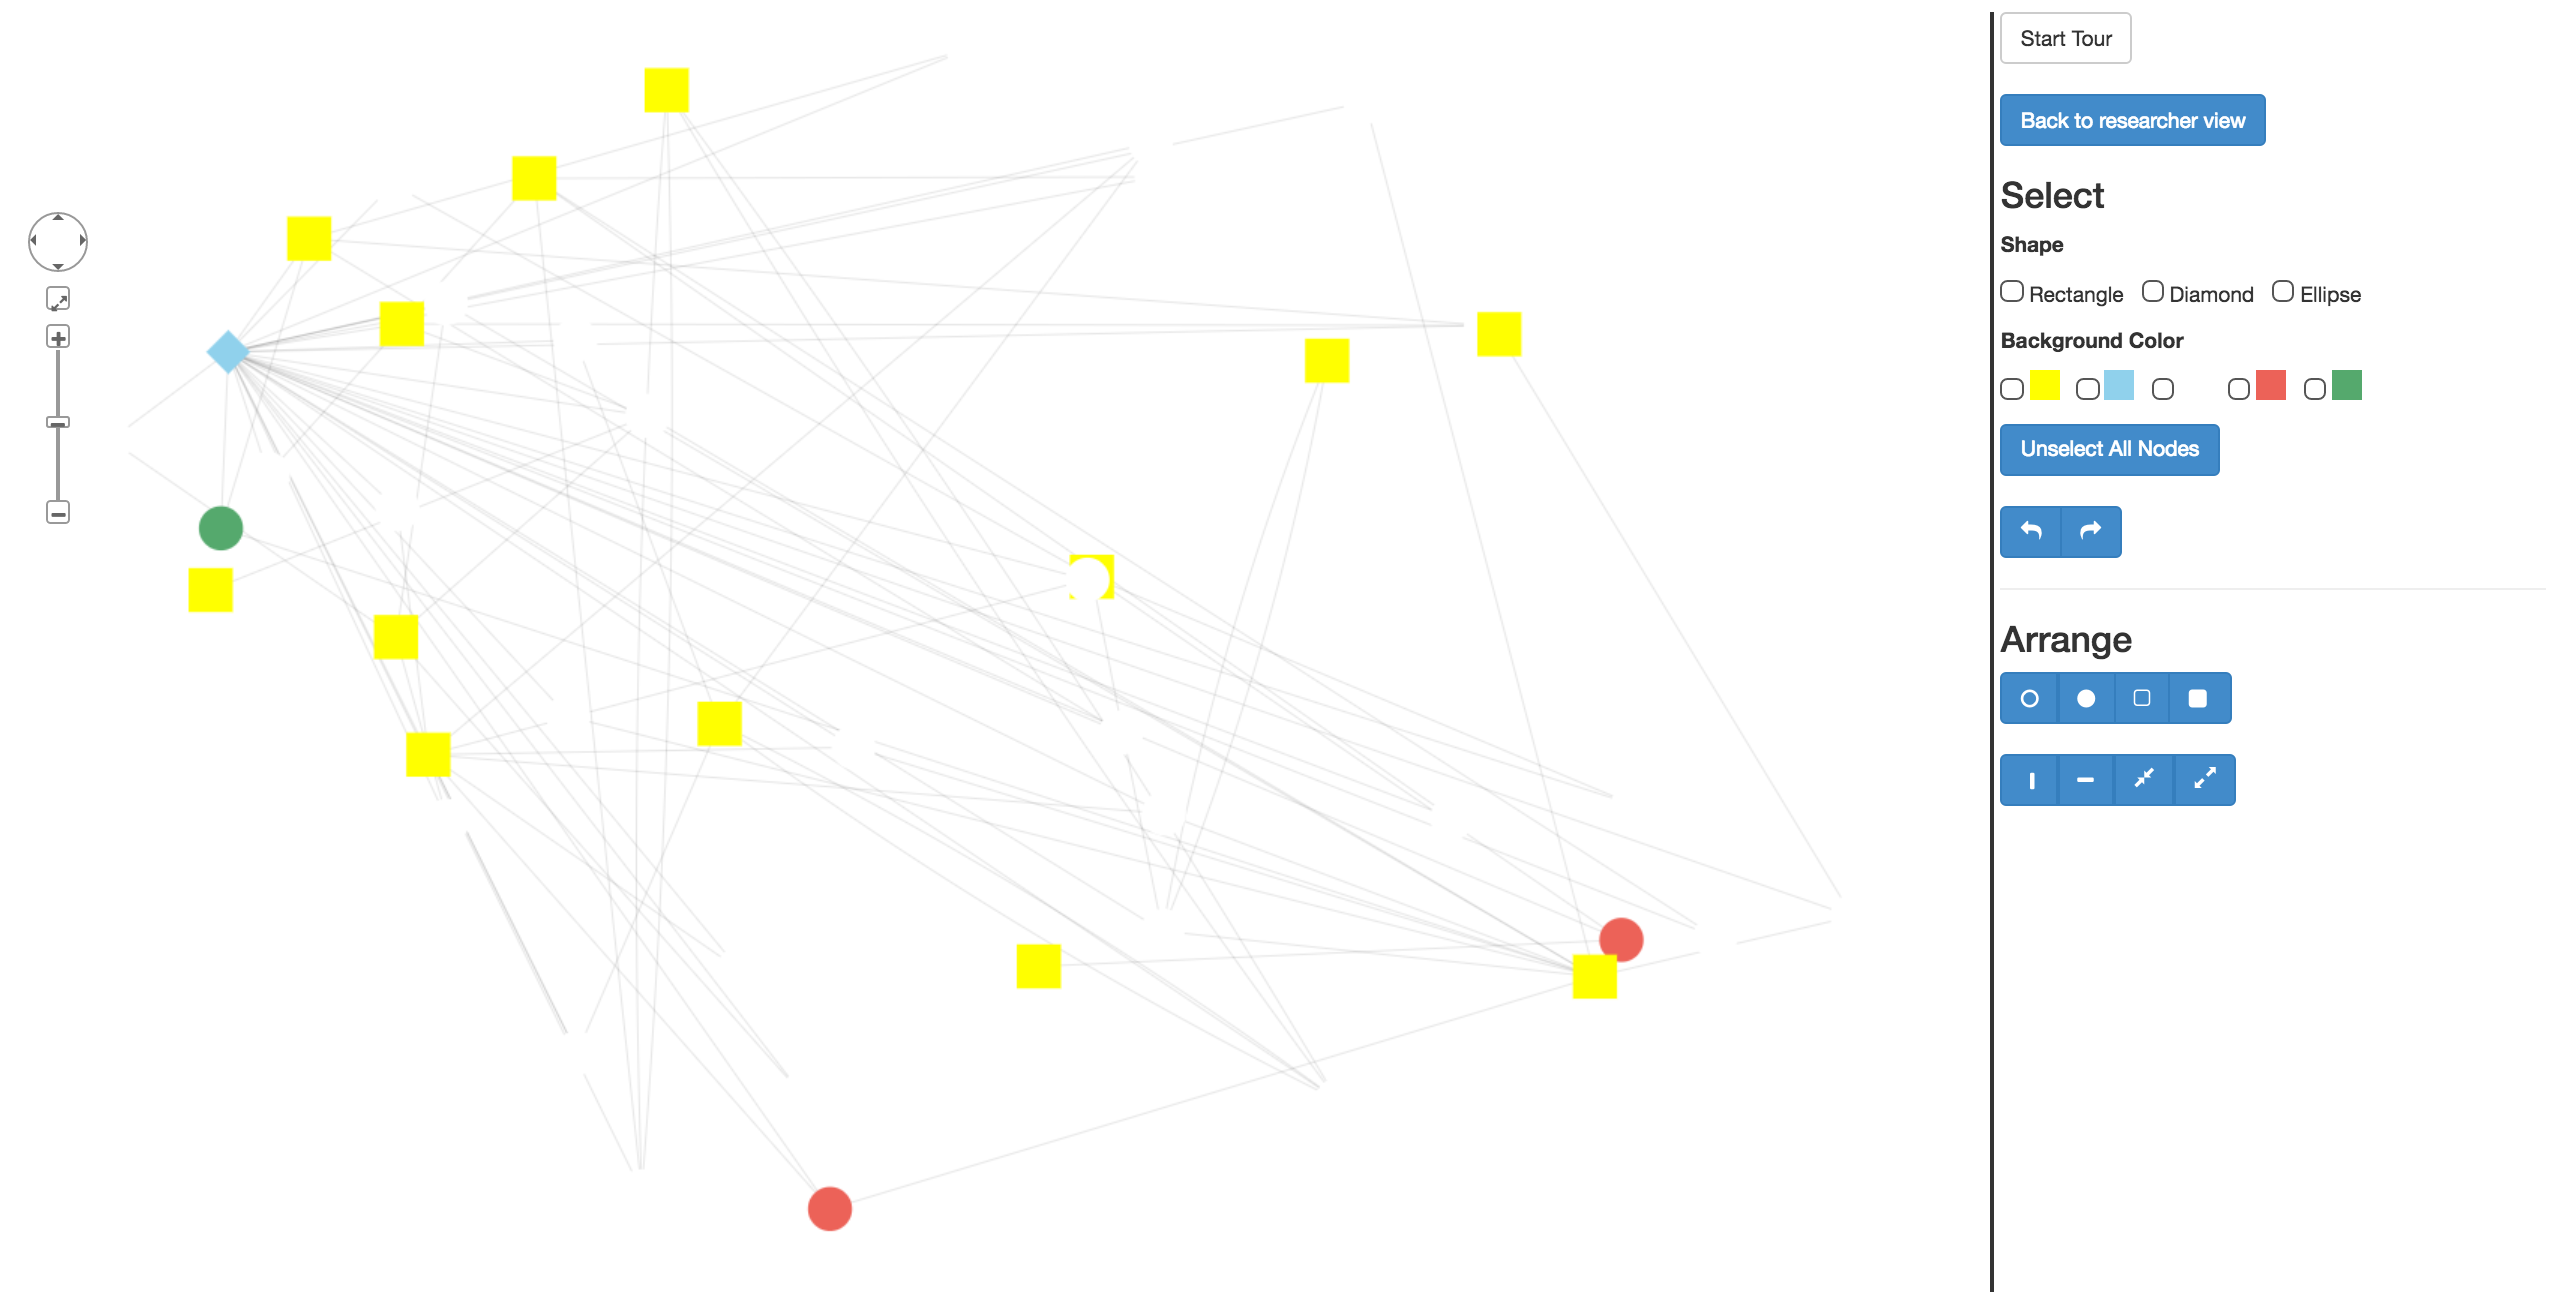 Start Tour
Back to researcher view
Select
Shape
Rectangle Diamond Ellipse
Background Color
Unselect All Nodes
Arrange